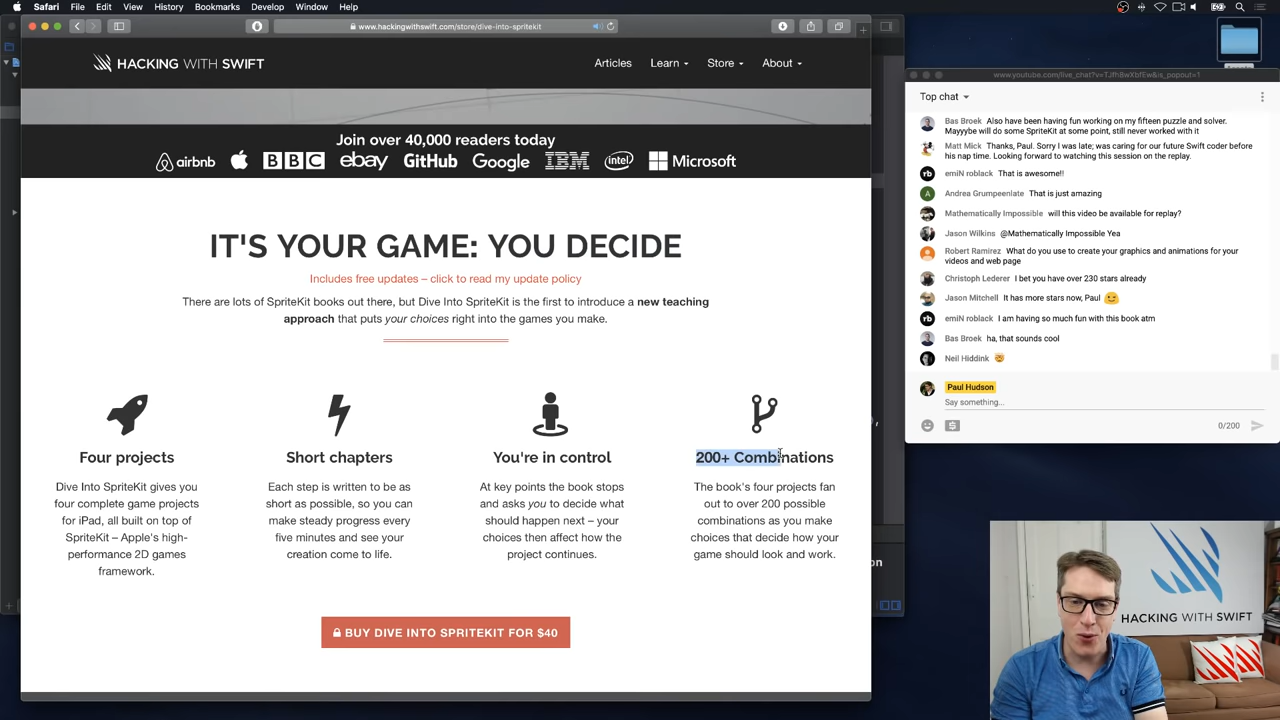 Safari File Edit View History Bookmarks Develop Window Help
www.hackingwithswift.com/store/dive-into-spritekit
HACKING WITH SWIFT
Articles Learn Store About
Join over 40,000 readers today
airbnb BBC ebay GitHub Google IBM intel Microsoft
IT'S YOUR GAME: YOU DECIDE
Includes free updates – click to read my update policy
There are lots of SpriteKit books out there, but Dive Into SpriteKit is the first to introduce a new teaching
approach that puts your choices right into the games you make.
Four projects
Dive Into SpriteKit gives you
four complete game projects
for iPad, all built on top of
SpriteKit – Apple's high-
performance 2D games
framework.
Short chapters
Each step is written to be as
short as possible, so you can
make steady progress every
five minutes and see your
creation come to life.
You're in control
At key points the book stops
and asks you to decide what
should happen next – your
choices then affect how the
project continues.
200+ Combinations
The book's four projects fan
out to over 200 possible
combinations as you make
choices that decide how your
game should look and work.
BUY DIVE INTO SPRITEKIT FOR $40
www.youtube.com/live_chat?v=TJfh8wXbfEw&is_popout=1
Top chat
Bas Broek Also have been having fun working on my fifteen puzzle and solver.
Mayyybe will do some SpriteKit at some point, still never worked with it
Matt Mick Thanks, Paul. Sorry I was late; was caring for our future Swift coder before
his nap time. Looking forward to watching this session on the replay.
rb emiN roblack That is awesome!!
A Andrea Grumpeenlate That is just amazing
Mathematically Impossible will this video be available for replay?
Jason Wilkins @Mathematically Impossible Yea
Robert Ramirez What do you use to create your graphics and animations for your
videos and web page
Christoph Lederer I bet you have over 230 stars already
Jason Mitchell It has more stars now, Paul
rb emiN roblack I am having so much fun with this book atm
Bas Broek ha, that sounds cool
Neil Hiddink
Paul Hudson
Say something...
0/200
HACKING WITH SWIFT